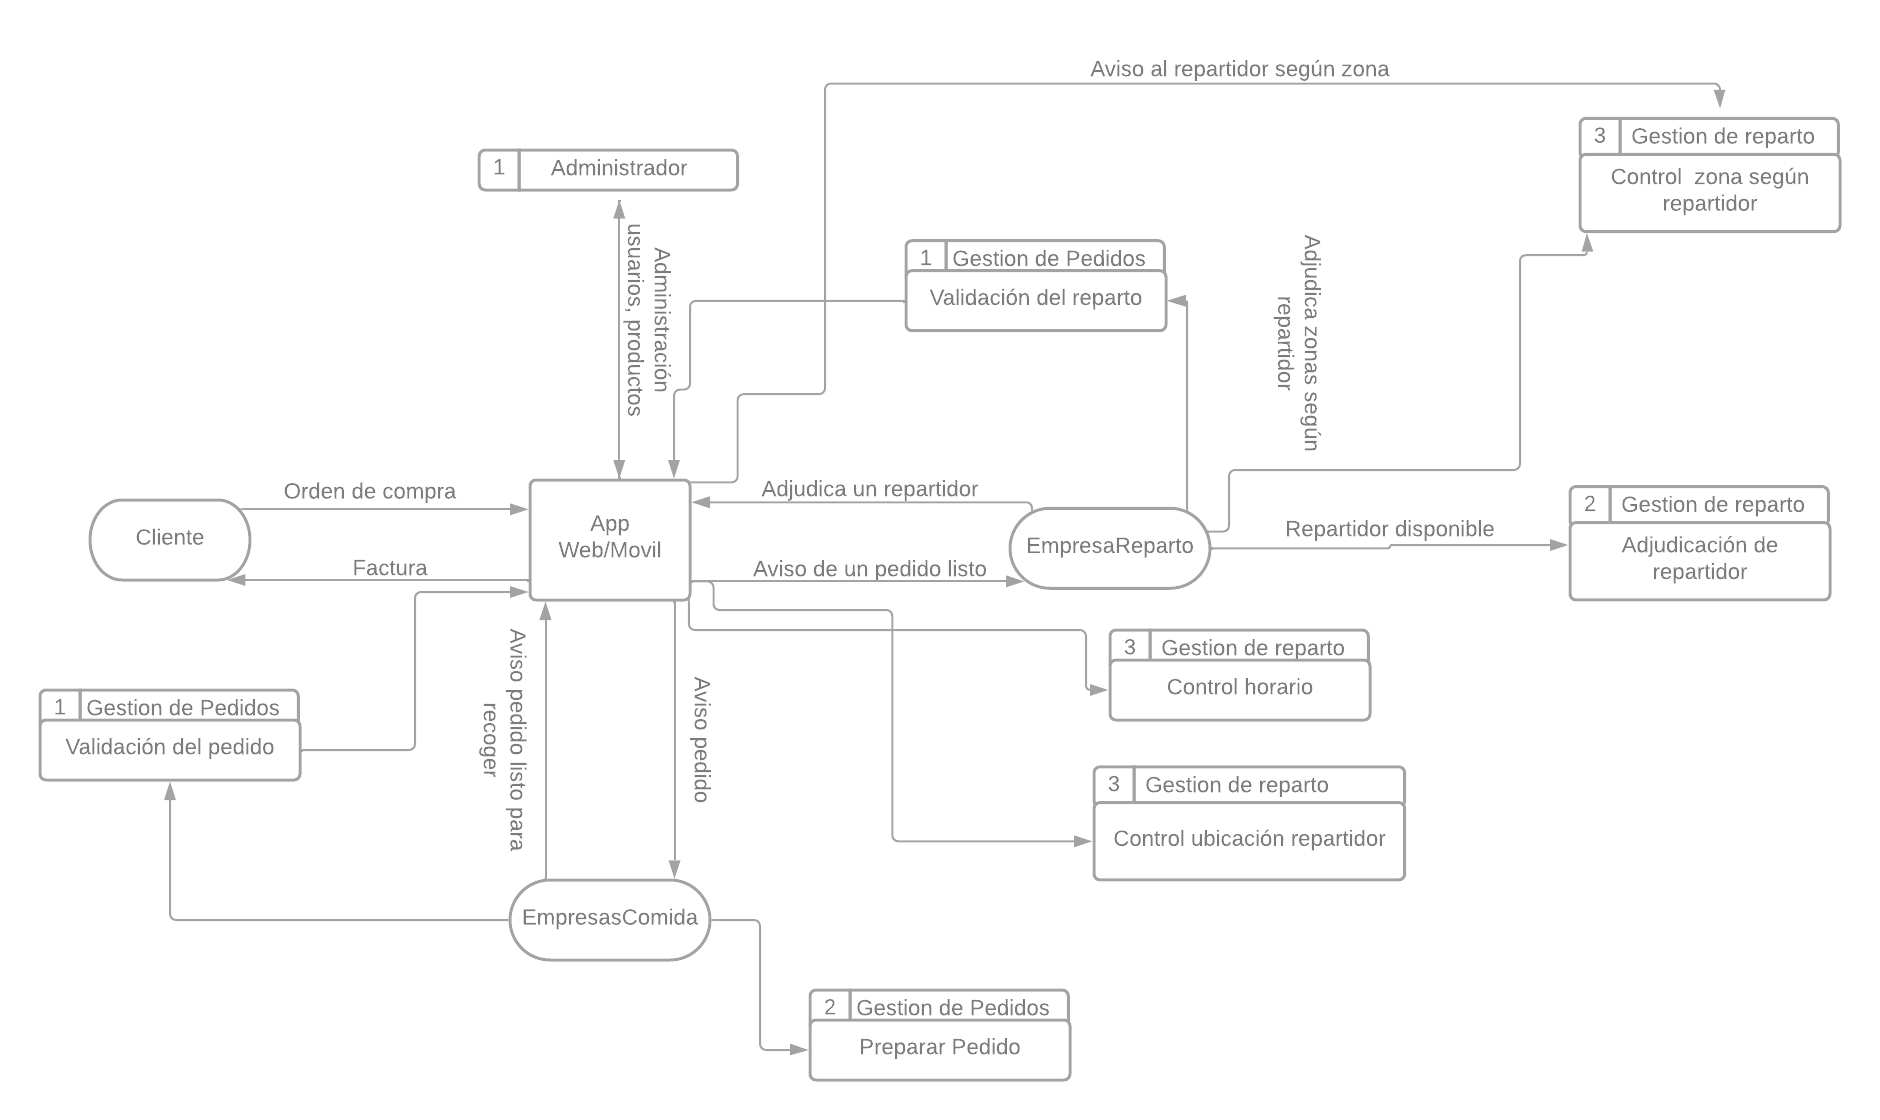 Aviso al repartidor según zona
3
Gestion de reparto
Control zona según
repartidor
1
Administrador
Administración
usuarios, productos
1
Gestion de Pedidos
Validación del reparto
Adjudica zonas según
repartidor
Orden de compra
Cliente
Factura
App
Web/Movil
Adjudica un repartidor
Aviso de un pedido listo
EmpresaReparto
Repartidor disponible
2
Gestion de reparto
Adjudicación de
repartidor
3
Gestion de reparto
Control horario
1
Gestion de Pedidos
Validación del pedido
Aviso pedido listo para
recoger
Aviso pedido
3
Gestion de reparto
Control ubicación repartidor
EmpresasComida
2
Gestion de Pedidos
Preparar Pedido